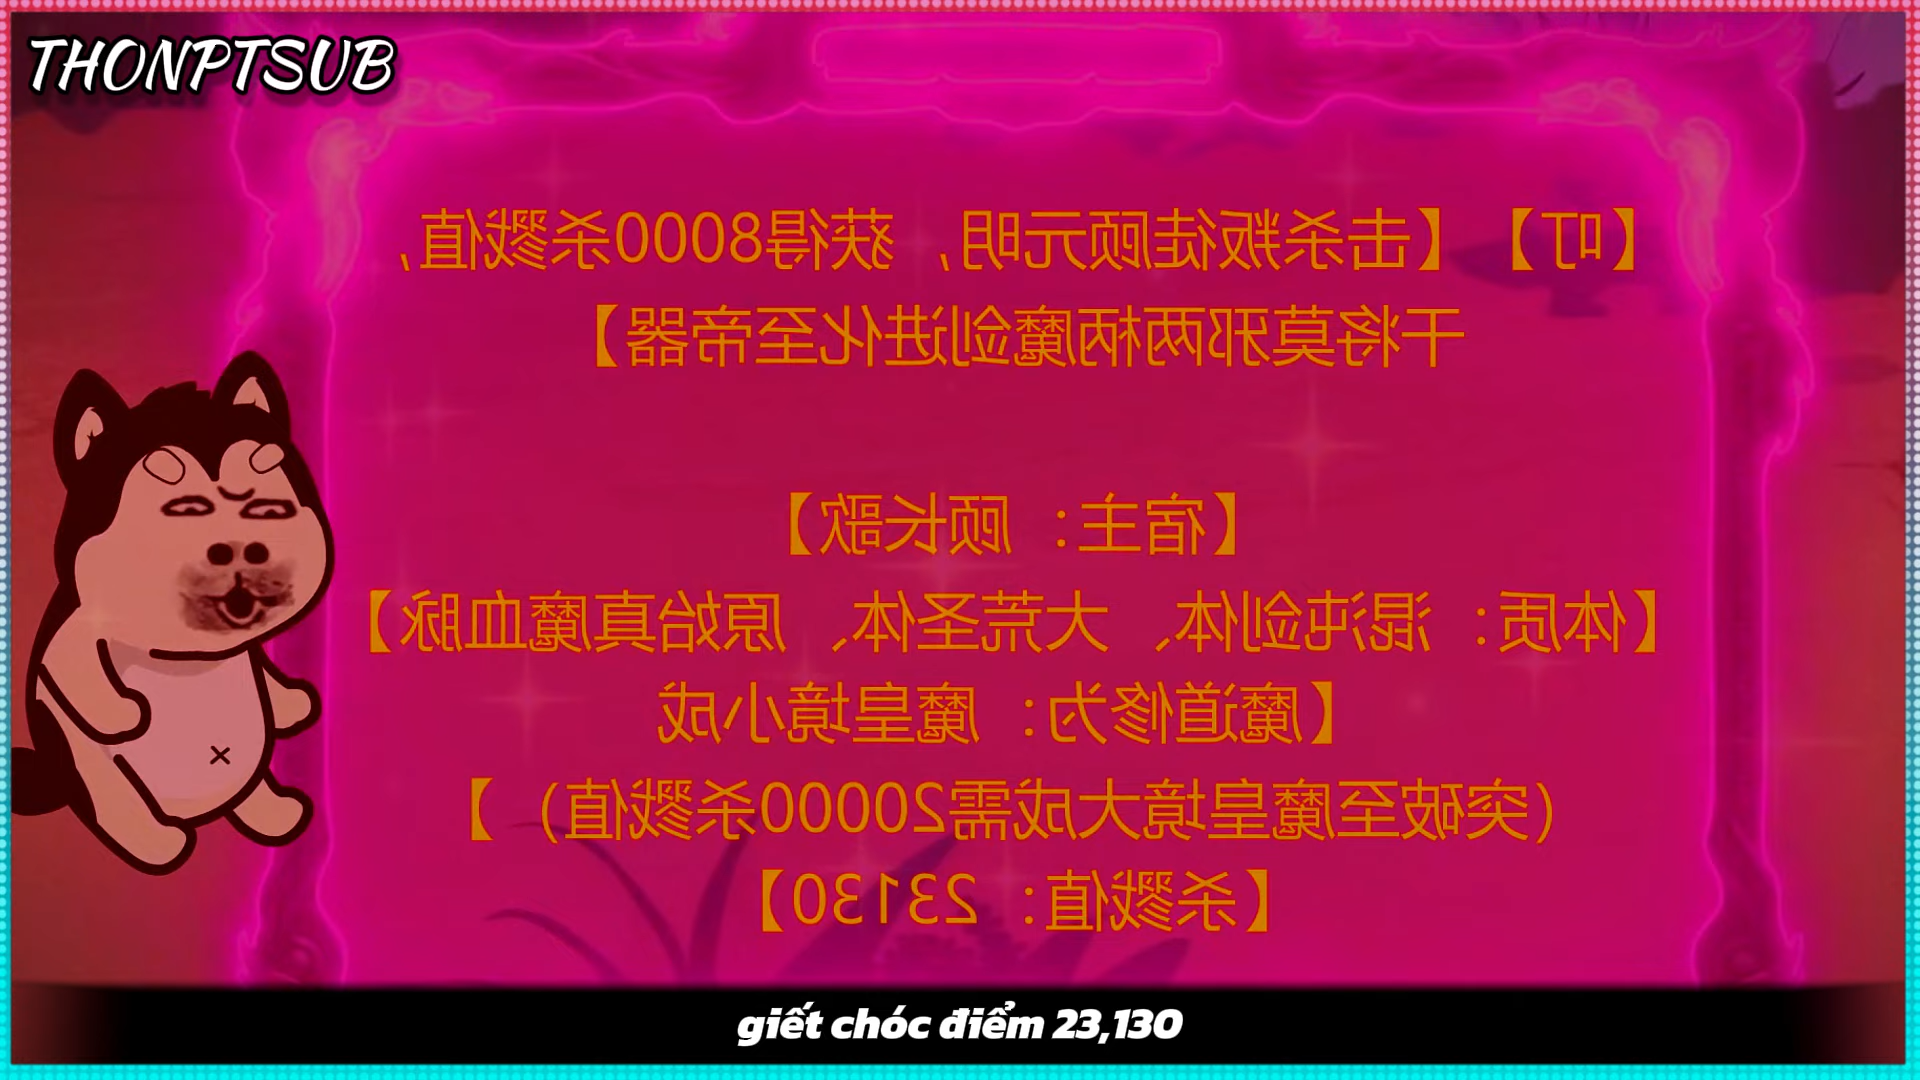 THONPTSUB
【叮】【击杀叛徒顾元明，获得8000杀戮值，
干将莫邪两柄魔剑进化至帝器】
【宿主：顾长歌】
【体质：混沌剑体、大荒圣体、原始真魔血脉】
【魔道修为：魔皇境小成
（突破至魔皇境大成需20000杀戮值）】
【杀戮值：23130】
giết chóc điểm 23,130